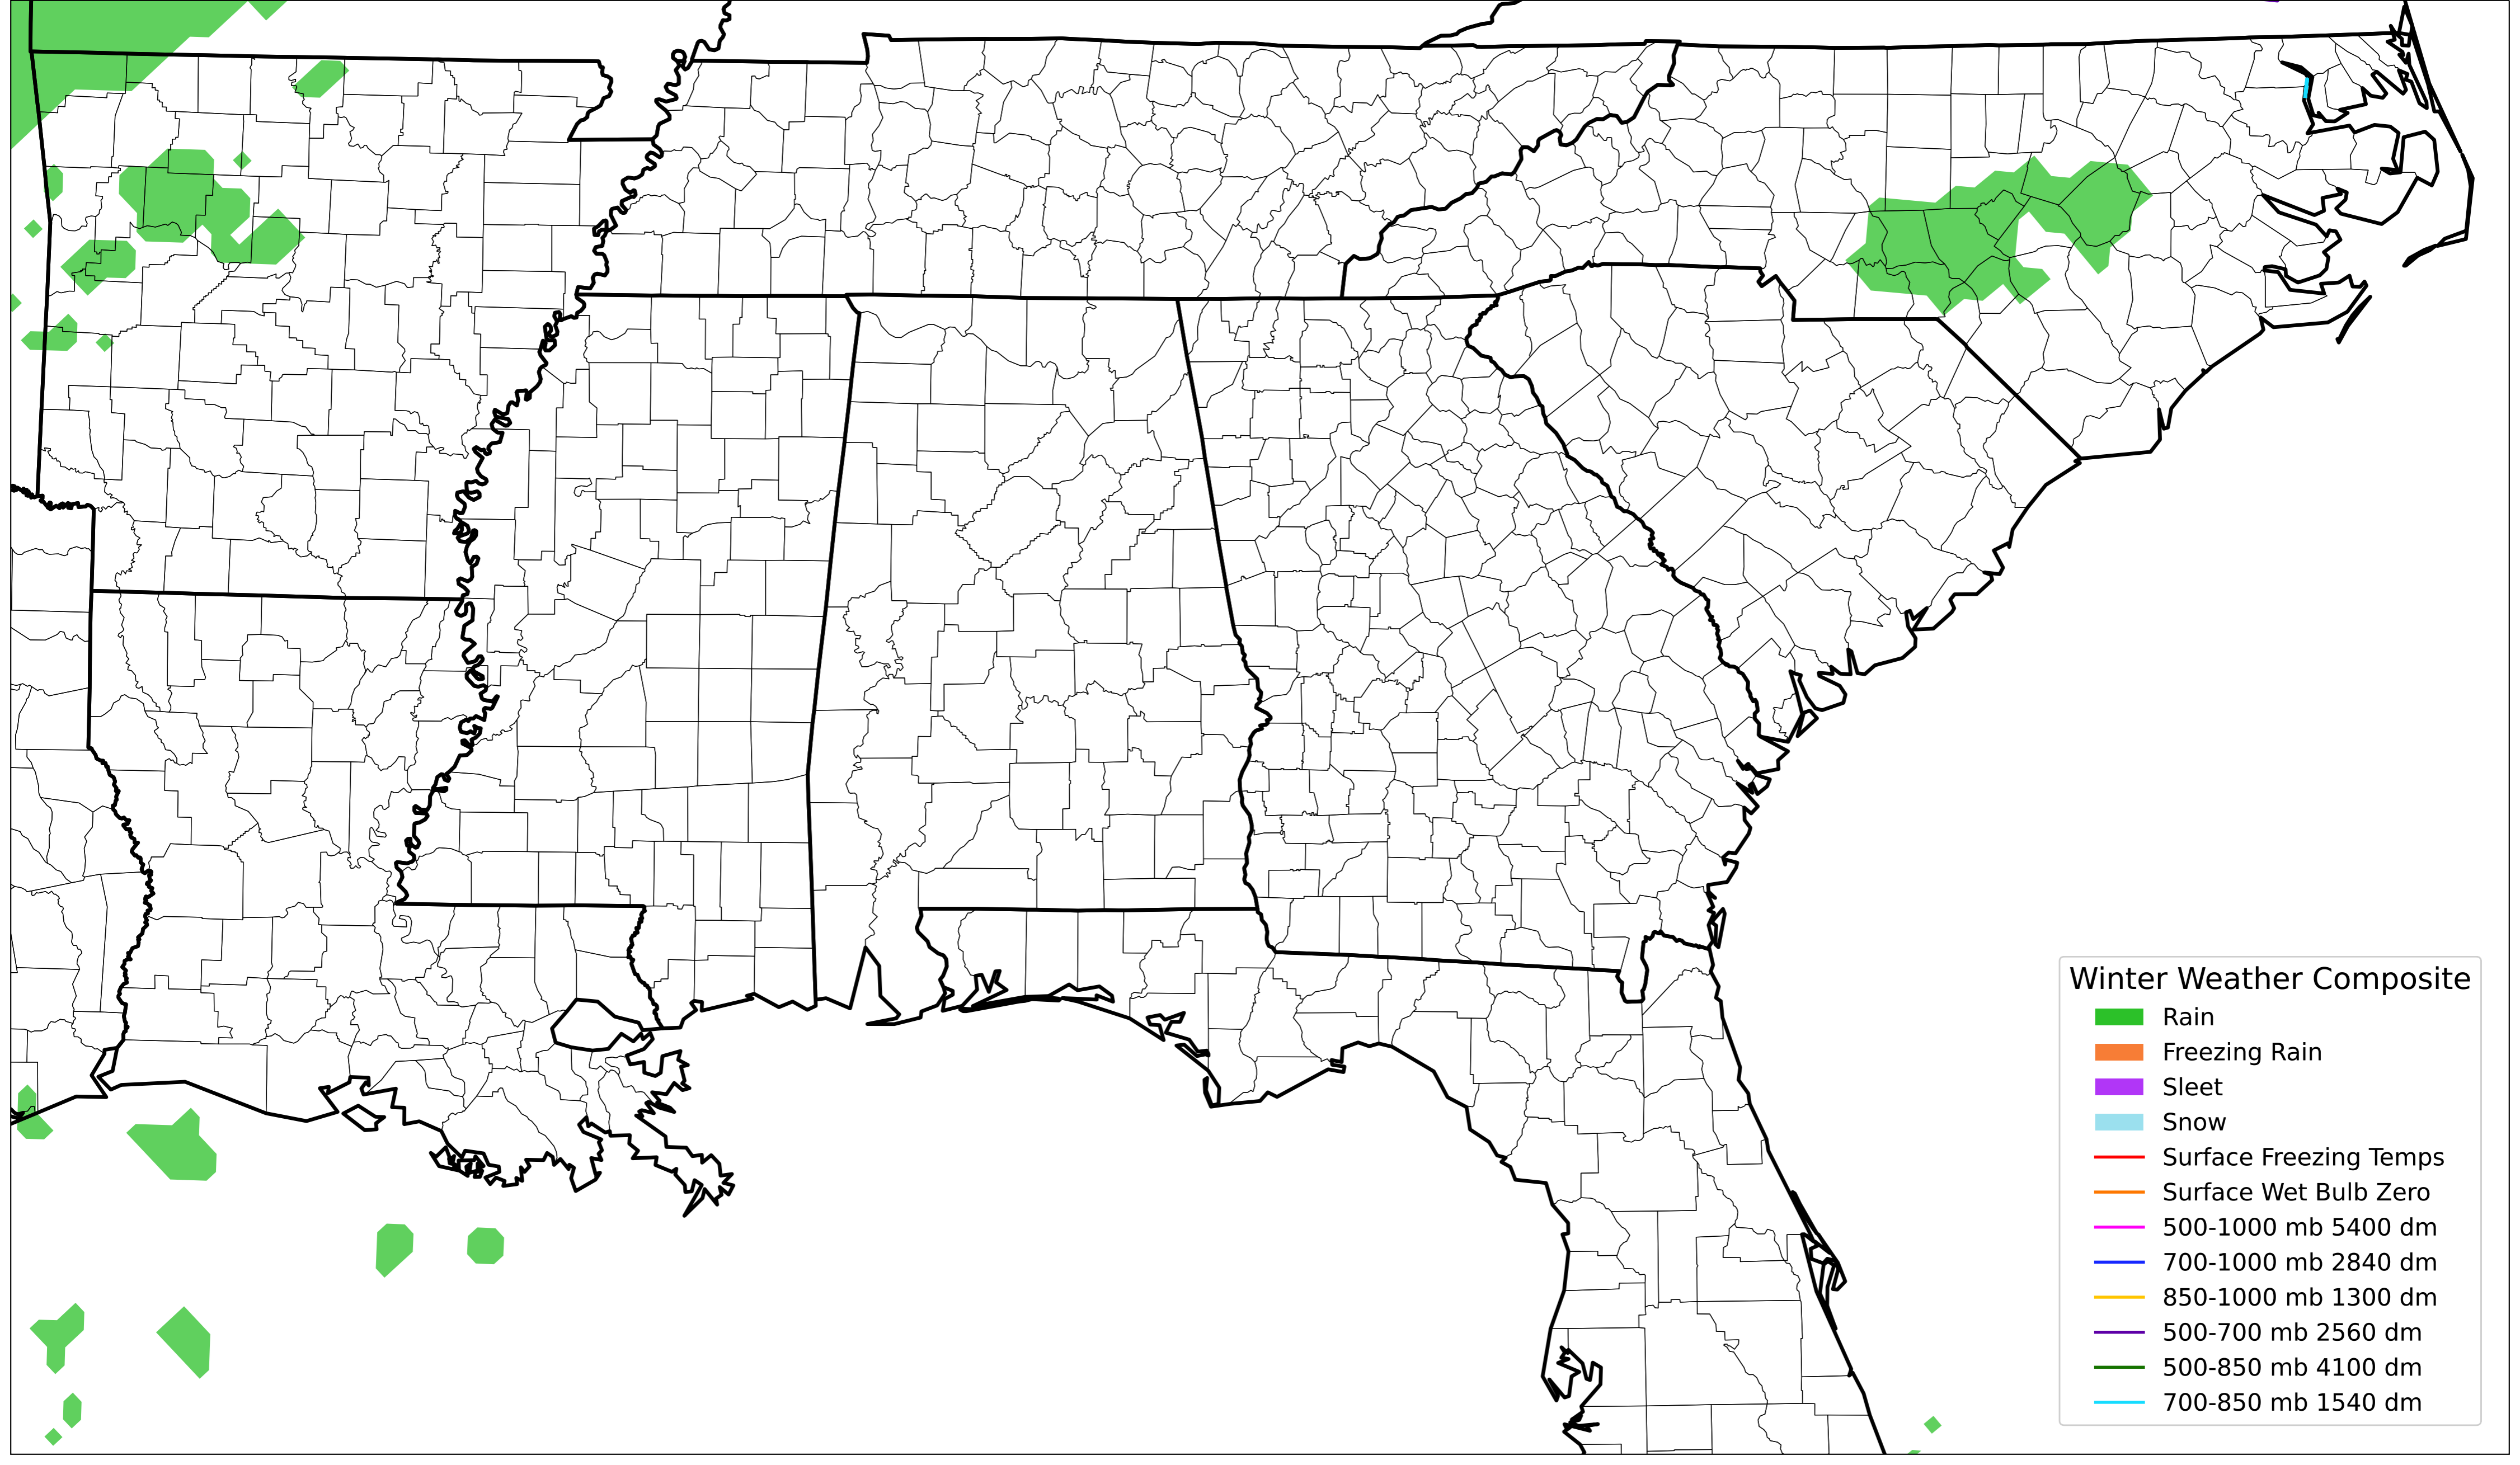 Winter Weather Composite
Rain
Freezing Rain
Sleet
Snow
Surface Freezing Temps
Surface Wet Bulb Zero
500-1000 mb 5400 dm
700-1000 mb 2840 dm
850-1000 mb 1300 dm
500-700 mb 2560 dm
500-850 mb 4100 dm
700-850 mb 1540 dm